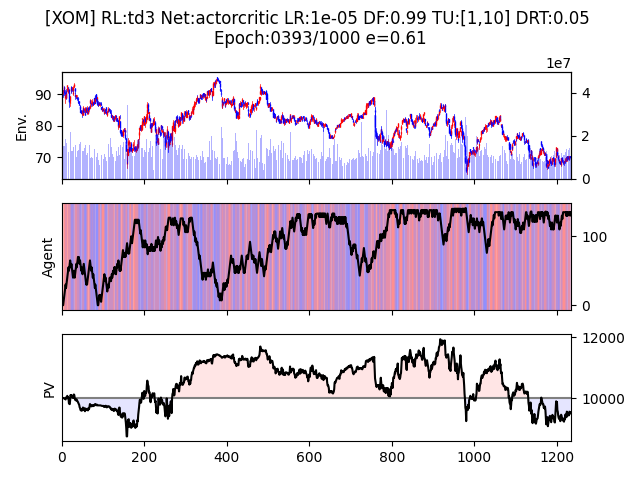 [XOM] RL:td3 Net:actorcritic LR:1e-05 DF:0.99 TU:[1,10] DRT:0.05
Epoch:0393/1000 e=0.61
1e7
90
80
70
Env.
4
2
0
Agent
100
0
PV
12000
10000
0
200
400
600
800
1000
1200